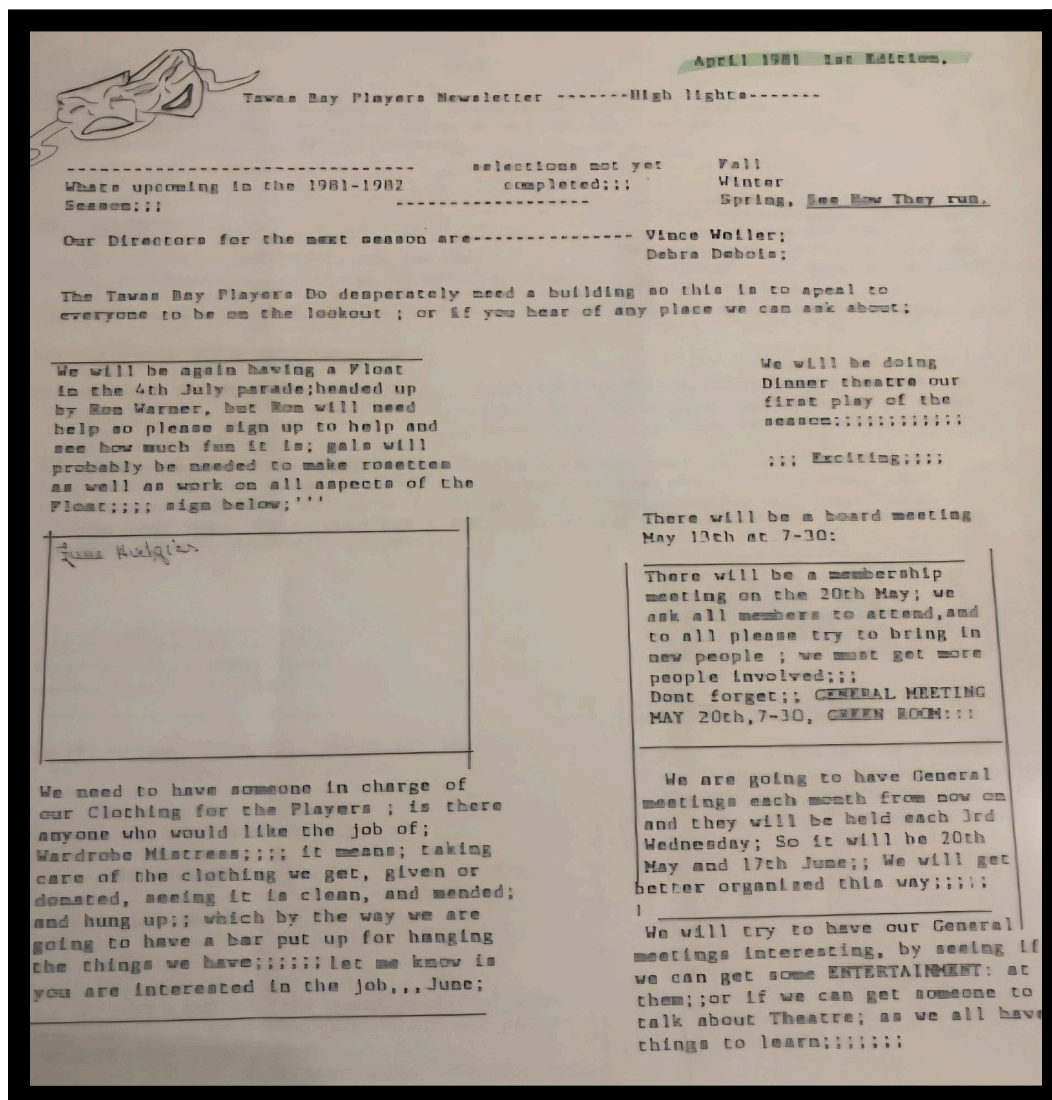 April 1981 1st Edition.
Tawas Bay Players Newsletter -------High lights-------
------------------------------
Whats upcoming in the 1981-1982
Season;;;
selections not yet
completed;;;
-----------------
Fall
Winter
Spring, See How They run.
Our Directors for the next season are-------------- Vince Weiler;
Debra Debois;
The Tawas Bay Players Do desperately need a building so this is to apeal to
everyone to be on the lookout ; or if you hear of any place we can ask about;
We will be again having a Float
in the 4th July parade;headed up
by Ron Warner, but Ron will need
help so please sign up to help and
see how much fun it is; gals will
probably be needed to make rosettes
as well as work on all aspects of the
Float;;;; sign below;'''
June
We need to have someone in charge of
our Clothing for the Players ; is there
anyone who would like the job of;
Wardrobe Mistress;;;; it means; taking
care of the clothing we get, given or
donated, seeing it is clean, and mended;
and hung up;; which by the way we are
going to have a bar put up for hanging
the things we have;;;;;;let me know is
you are interested in the job,,,June;
We will be doing
Dinner theatre our
first play of the
season;;;;;;;;;;;;
;;; Exciting;;;;
There will be a board meeting
May 13th at 7-30:
There will be a membership
meeting on the 20th May; we
ask all members to attend,and
to all please try to bring in
new people ; we must get more
people involved;;;
Dont forget;; GENERAL MEETING
MAY 20th,7-30, GREEN ROOM:::
We are going to have General
meetings each month from now on
and they will be held each 3rd
Wednesday; So it will be 20th
May and 17th June;; We will get
better organized this way;;;;;
We will try to have our General
meetings interesting, by seeing if
we can get some ENTERTAINMENT: at
them;;or if we can get someone to
talk about Theatre; as we all have
things to learn;;;;;;;